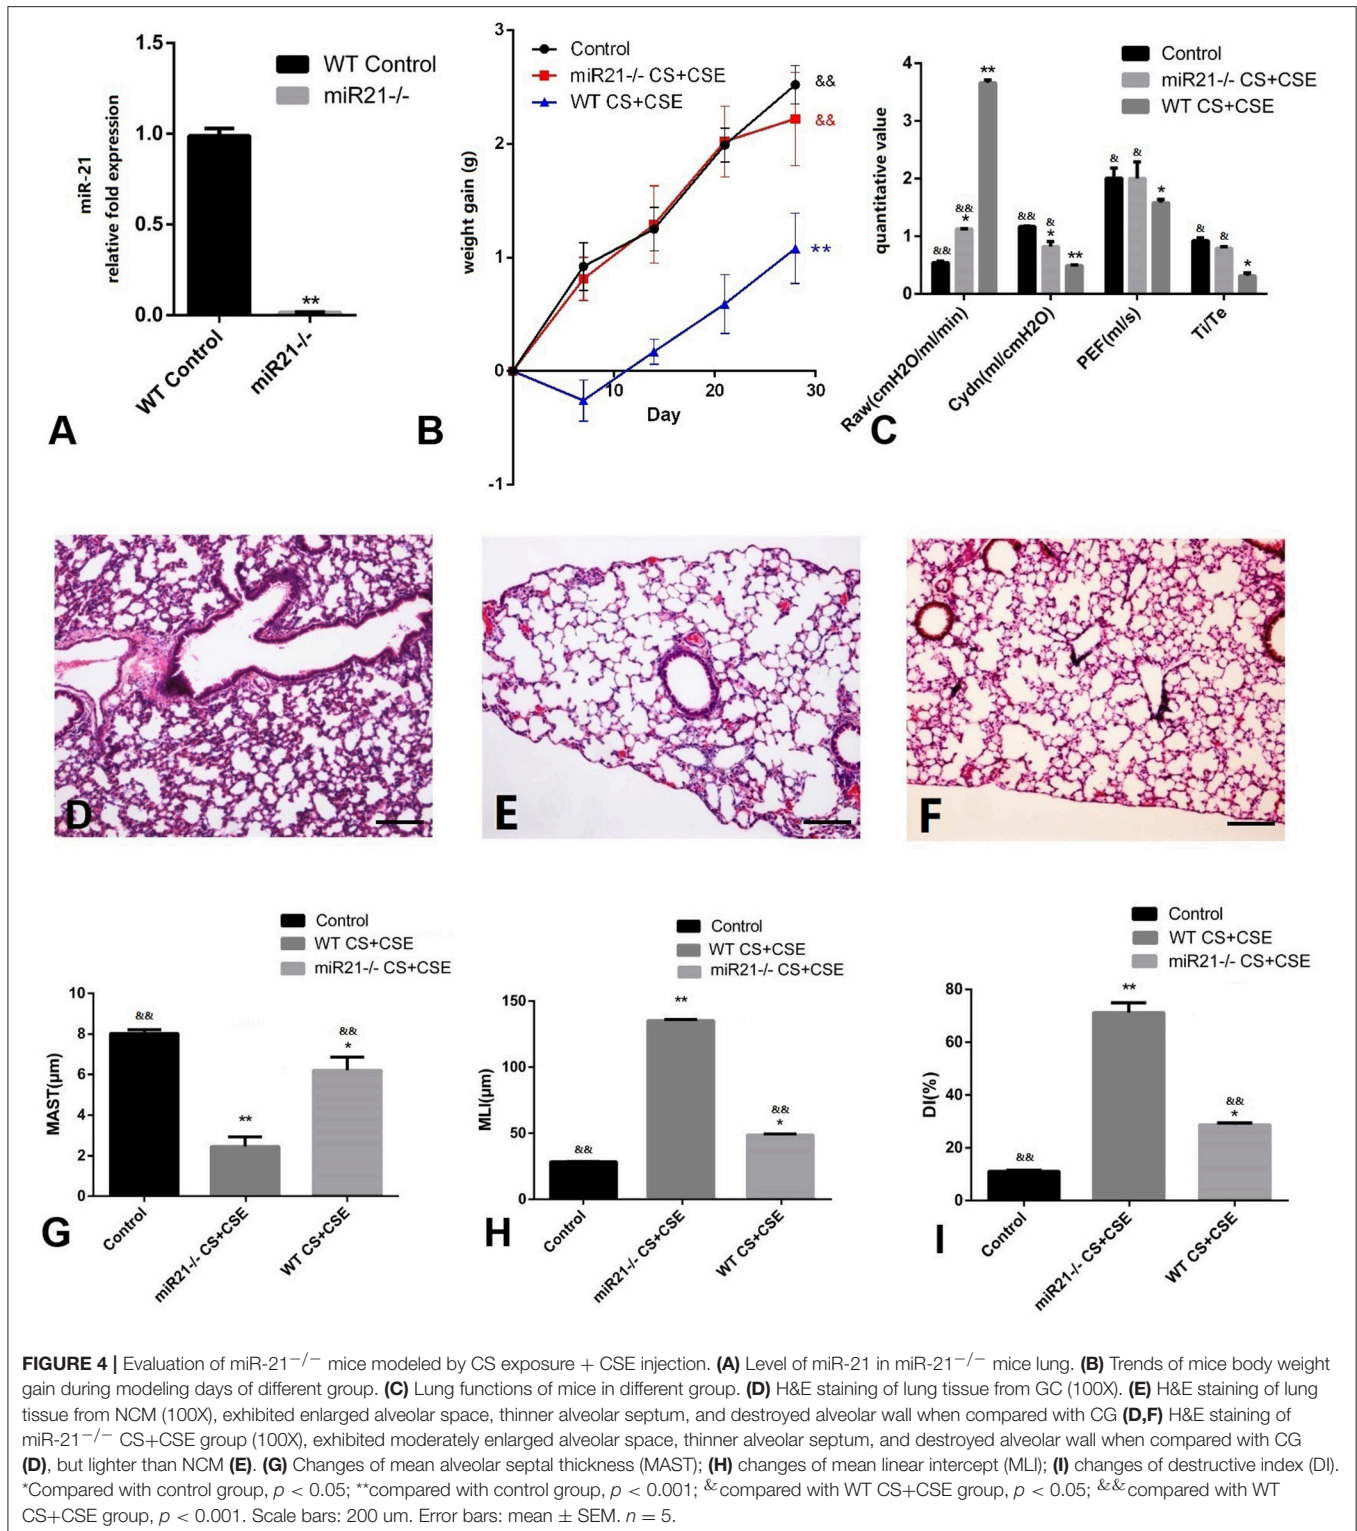 1.5
1.0
0.5
0.0
miR-21
relative fold expression
WT Control
miR21-/-
**
WT Control
miR21-/-
A
3
2
1
0
-1
weight gain (g)
Control
miR21-/- CS+CSE
WT CS+CSE
&&
&&
**
10
20
30
Day
B
4
3
2
1
0
quantitative value
Control
miR21-/- CS+CSE
WT CS+CSE
&&
&&
*
**
&&
&
*
**
&
&
*
&
&
*
Raw(cmH2O/ml/min)
Cydn(ml/cmH2O)
PEF(ml/s)
Ti/Te
C
D
E
F
Control
WT CS+CSE
miR21-/- CS+CSE
10
8
6
4
2
0
MAST(μm)
&&
**
&&
*
Control
miR21-/- CS+CSE
WT CS+CSE
G
Control
WT CS+CSE
miR21-/- CS+CSE
150
100
50
0
MLI(μm)
&&
**
&&
*
Control
miR21-/- CS+CSE
WT CS+CSE
H
Control
WT CS+CSE
miR21-/- CS+CSE
80
60
40
20
0
DI(%)
&&
**
&&
*
Control
miR21-/- CS+CSE
WT CS+CSE
I
FIGURE 4 | Evaluation of miR-21−/− mice modeled by CS exposure + CSE injection. (A) Level of miR-21 in miR-21−/− mice lung. (B) Trends of mice body weight
gain during modeling days of different group. (C) Lung functions of mice in different group. (D) H&E staining of lung tissue from GC (100X). (E) H&E staining of lung
tissue from NCM (100X), exhibited enlarged alveolar space, thinner alveolar septum, and destroyed alveolar wall when compared with CG (D,F) H&E staining of
miR-21−/− CS+CSE group (100X), exhibited moderately enlarged alveolar space, thinner alveolar septum, and destroyed alveolar wall when compared with CG
(D), but lighter than NCM (E). (G) Changes of mean alveolar septal thickness (MAST); (H) changes of mean linear intercept (MLI); (I) changes of destructive index (DI).
*Compared with control group, p < 0.05; **compared with control group, p < 0.001; &compared with WT CS+CSE group, p < 0.05; &&compared with WT
CS+CSE group, p < 0.001. Scale bars: 200 um. Error bars: mean ± SEM. n = 5.